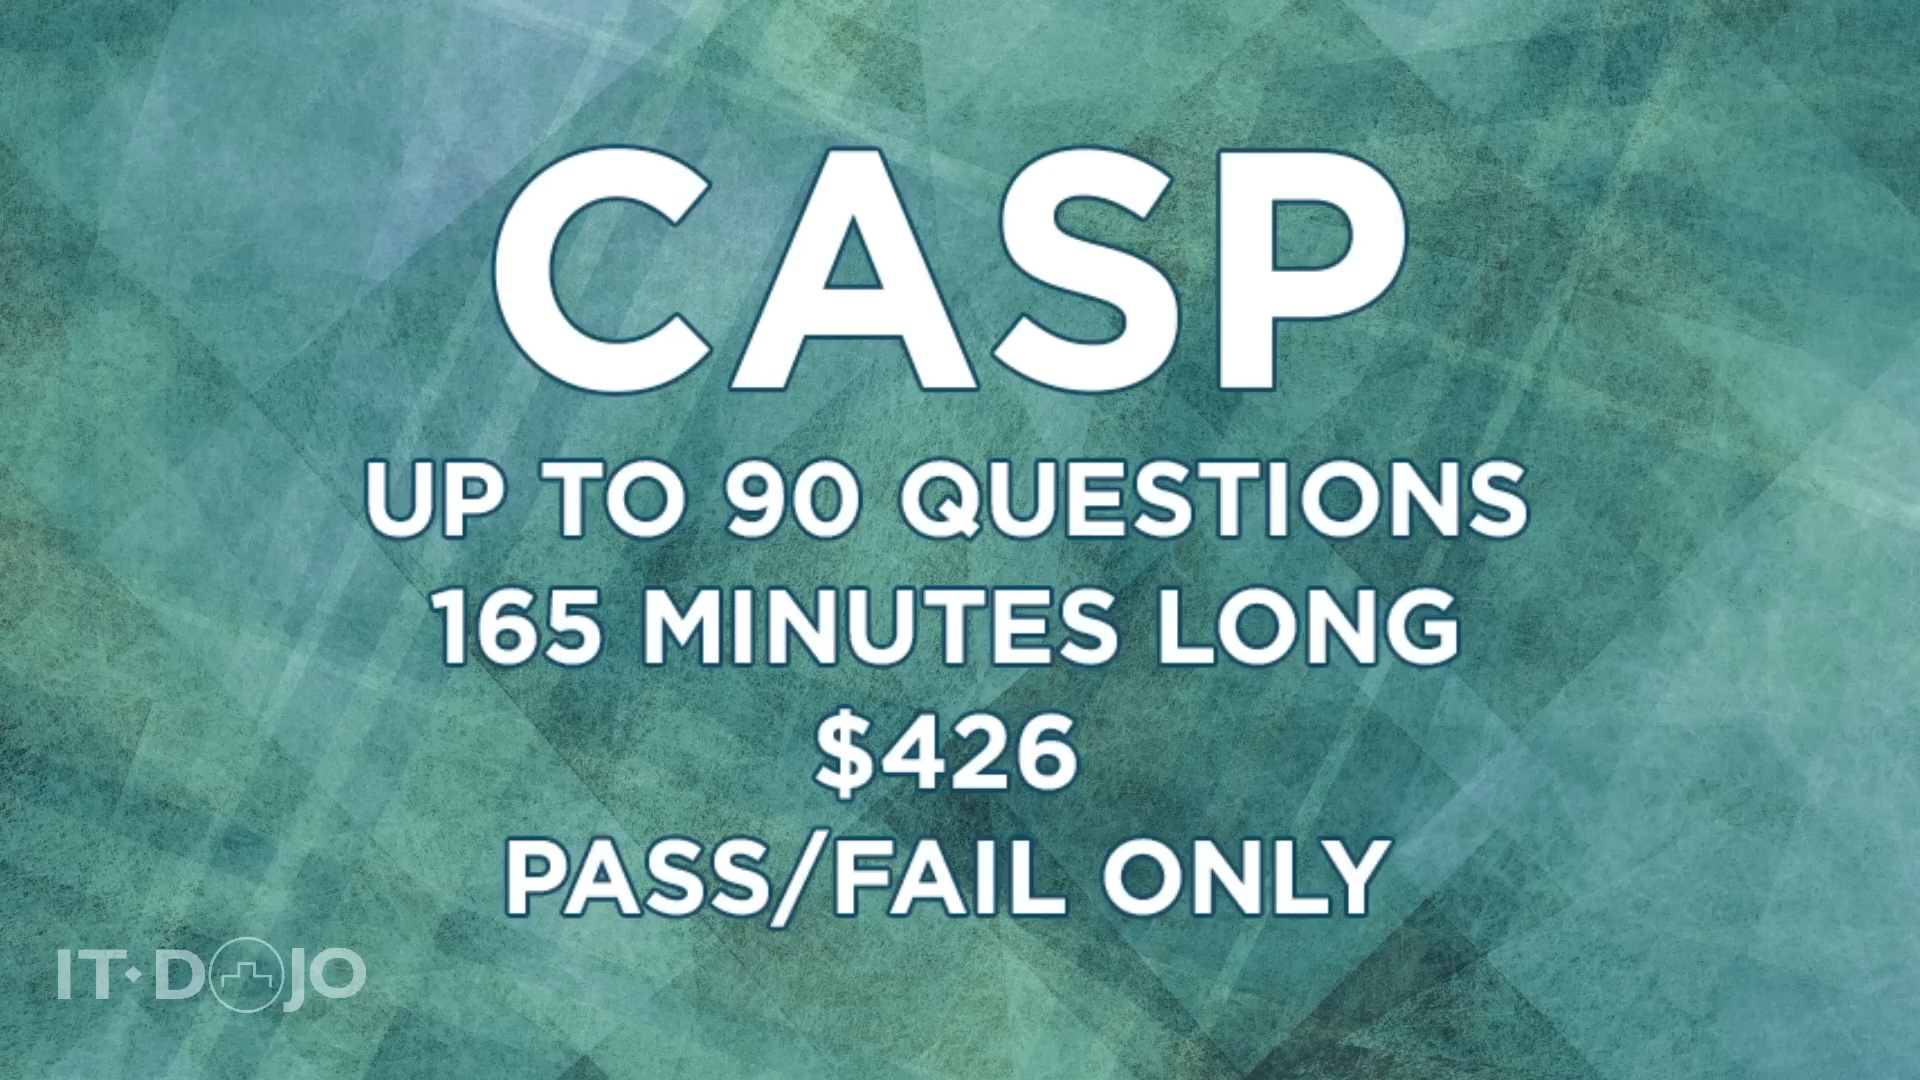 CASP
UP TO 90 QUESTIONS
165 MINUTES LONG
$426
PASS/FAIL ONLY
IT·DOJO